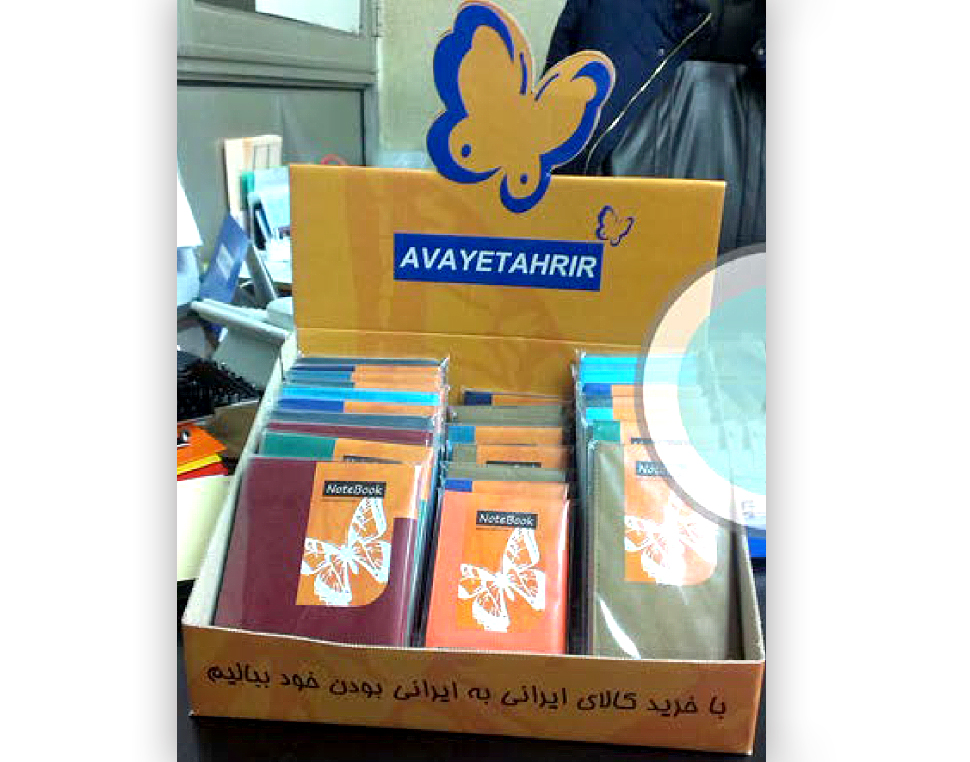 AVAYETAHRIR
NoteBook
NoteBook
با خرید کالای ایرانی به ایرانی بودن خود ببالیم